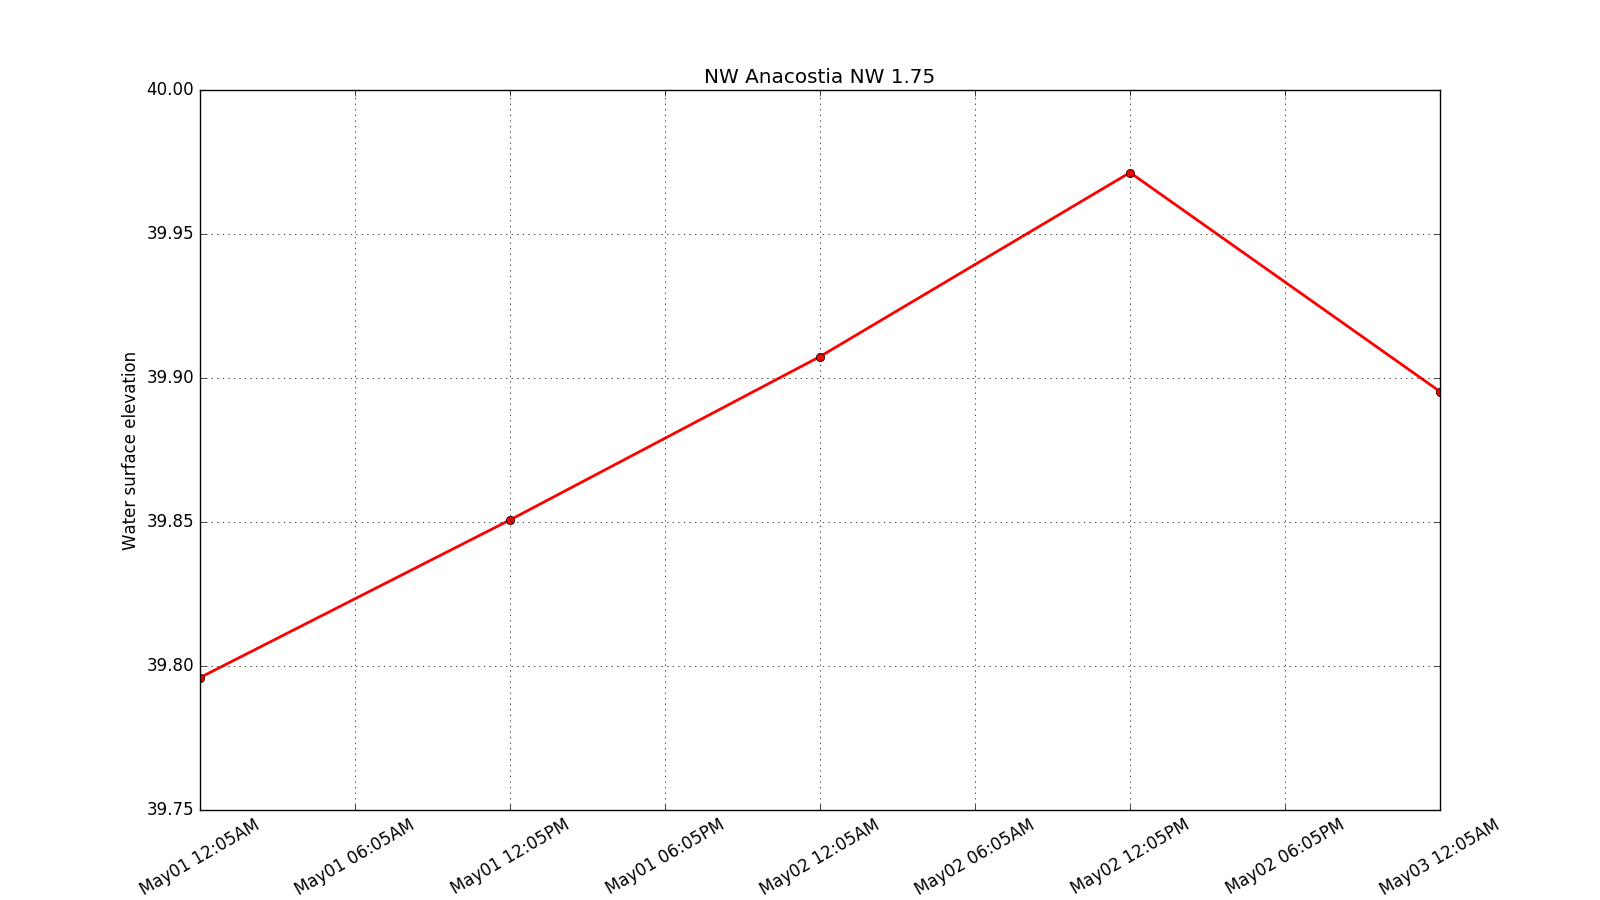 NW Anacostia NW 1.75
40.00
39.95
39.90
39.85
39.80
39.75
Water surface elevation
May01 12:05AM
May01 06:05AM
May01 12:05PM
May01 06:05PM
May02 12:05AM
May02 06:05AM
May02 12:05PM
May02 06:05PM
May03 12:05AM